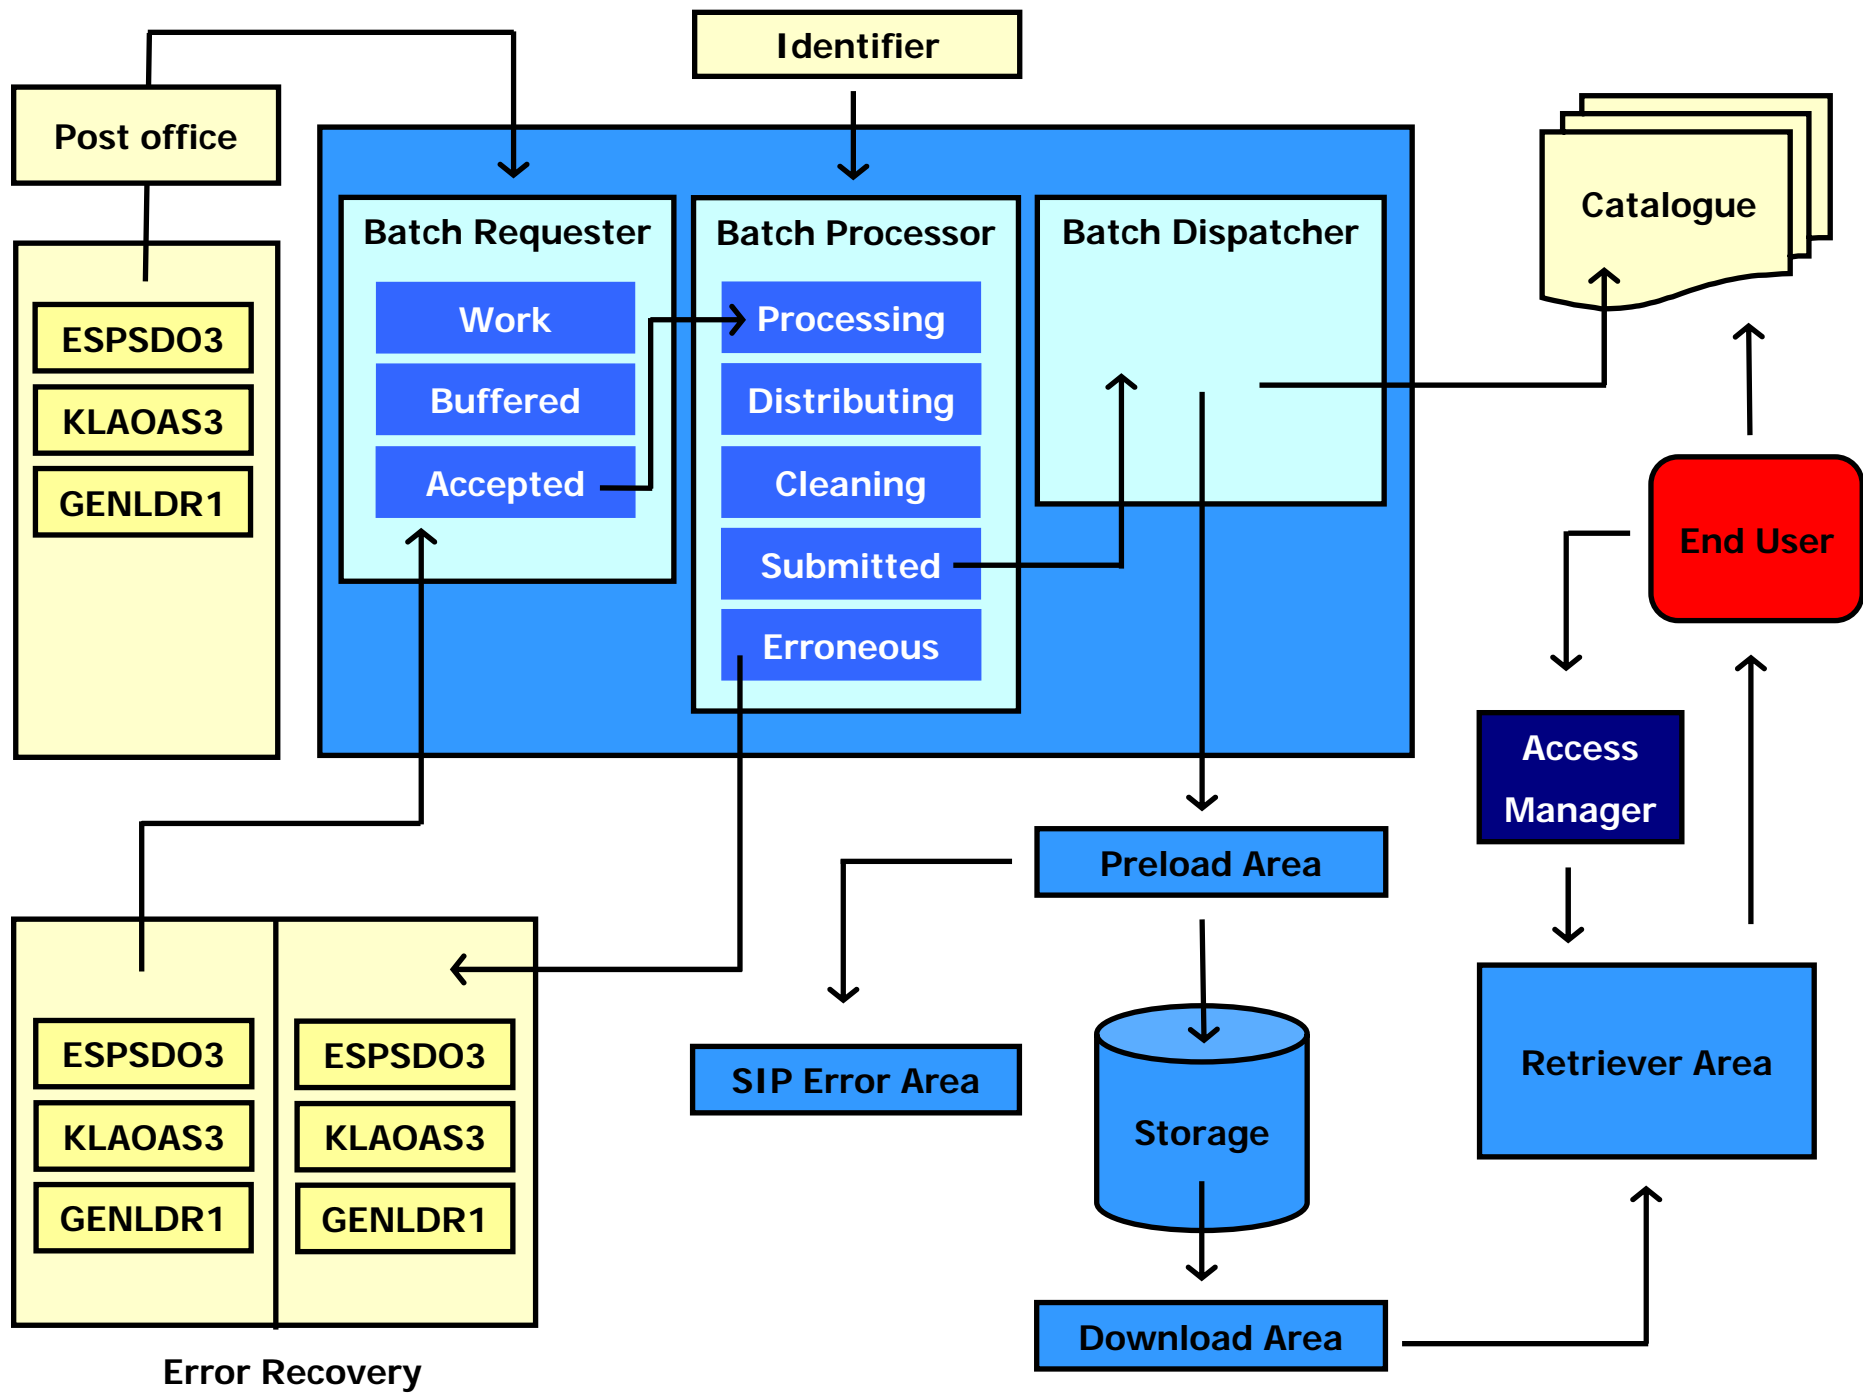 Identifier
Post office
Catalogue
Batch Requester
Batch Processor
Batch Dispatcher
Work
Buffered
Accepted
Processing
Distributing
Cleaning
Submitted
Erroneous
ESPSDO3
KLAOAS3
GENLDR1
End User
Access
Manager
Preload Area
SIP Error Area
Storage
Retriever Area
Download Area
ESPSDO3
KLAOAS3
GENLDR1
ESPSDO3
KLAOAS3
GENLDR1
Error Recovery